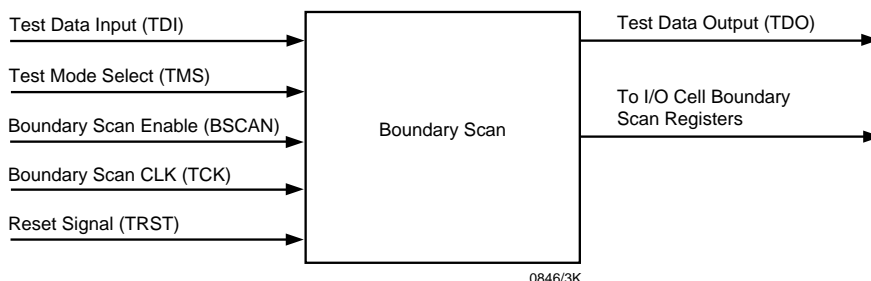 Test Data Input (TDI)
Test Mode Select (TMS)
Boundary Scan Enable (BSCAN)
Boundary Scan CLK (TCK)
Reset Signal (TRST)
Boundary Scan
Test Data Output (TDO)
To I/O Cell Boundary
Scan Registers
0846/3K